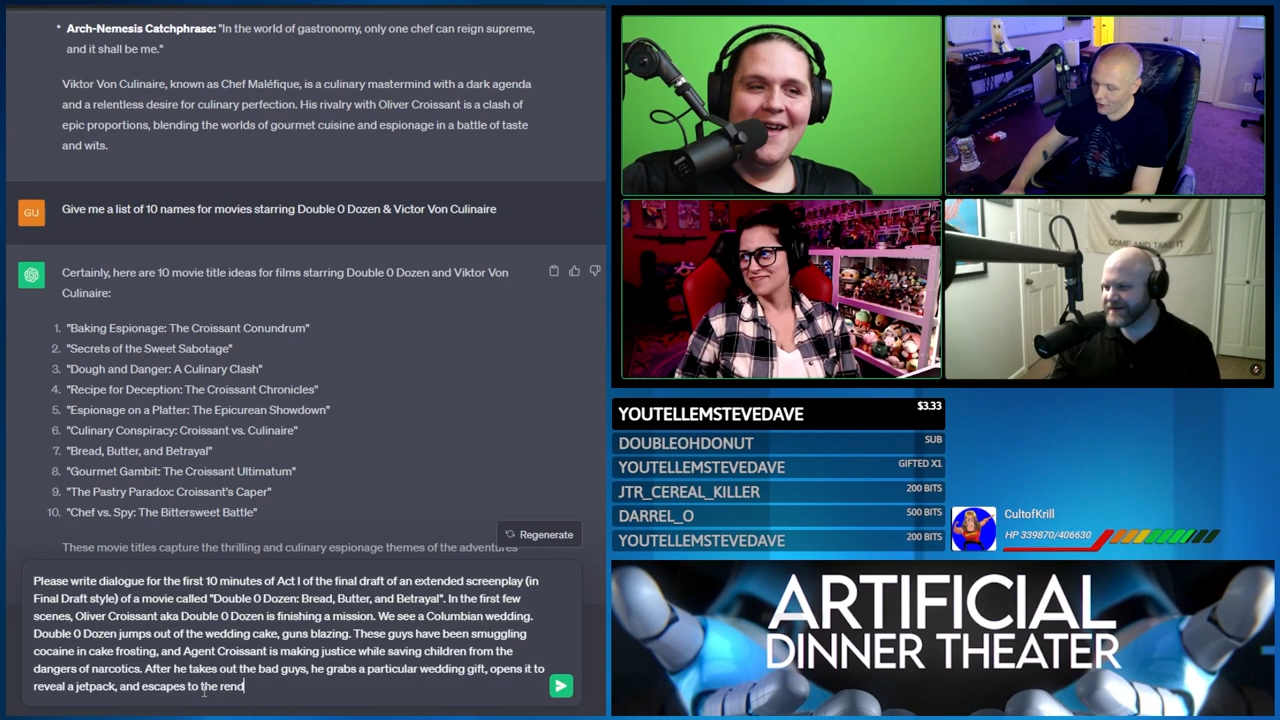 • Arch-Nemesis Catchphrase: "In the world of gastronomy, only one chef can reign supreme,
and it shall be me."
Viktor Von Culinaire, known as Chef Maléfique, is a culinary mastermind with a dark agenda
and a relentless desire for culinary perfection. His rivalry with Oliver Croissant is a clash of
epic proportions, blending the worlds of gourmet cuisine and espionage in a battle of taste
and wits.
GU
Give me a list of 10 names for movies starring Double 0 Dozen & Victor Von Culinaire
Certainly, here are 10 movie title ideas for films starring Double 0 Dozen and Viktor Von
Culinaire:
1. "Baking Espionage: The Croissant Conundrum"
2. "Secrets of the Sweet Sabotage"
3. "Dough and Danger: A Culinary Clash"
4. "Recipe for Deception: The Croissant Chronicles"
5. "Espionage on a Platter: The Epicurean Showdown"
6. "Culinary Conspiracy: Croissant vs. Culinaire"
7. "Bread, Butter, and Betrayal"
8. "Gourmet Gambit: The Croissant Ultimatum"
9. "The Pastry Paradox: Croissant's Caper"
10. "Chef vs. Spy: The Bittersweet Battle"
Regenerate
These movie titles capture the thrilling and culinary espionage themes of the adventures
Please write dialogue for the first 10 minutes of Act I of the final draft of an extended screenplay (in
Final Draft style) of a movie called "Double 0 Dozen: Bread, Butter, and Betrayal". In the first few
scenes, Oliver Croissant aka Double 0 Dozen is finishing a mission. We see a Columbian wedding.
Double 0 Dozen jumps out of the wedding cake, guns blazing. These guys have been smuggling
cocaine in cake frosting, and Agent Croissant is making justice while saving children from the
dangers of narcotics. After he takes out the bad guys, he grabs a particular wedding gift, opens it to
reveal a jetpack, and escapes to the rend
COME AND TAKE IT
YOUTELLEMSTEVEDAVE $3.33
DOUBLEOHDONUT SUB
YOUTELLEMSTEVEDAVE GIFTED X1
JTR_CEREAL_KILLER 200 BITS
DARREL_O 500 BITS
YOUTELLEMSTEVEDAVE 200 BITS
CultofKrill
HP 339870/406630
ARTIFICIAL
DINNER THEATER